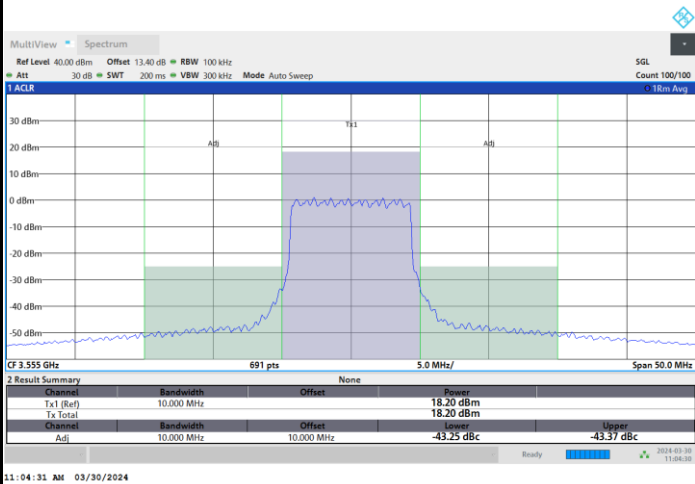 MultiView Spectrum
Ref Level 40.00 dBm Offset 13.40 dB RBW 100 kHz SGL
Att 30 dB SWT 200 ms VBW 300 kHz Mode Auto Sweep Count 100/100
1 ACLR 1Rm Avg
30 dBm
Tx1
20 dBm
Adj Adj
10 dBm
0 dBm
-10 dBm
-20 dBm
-30 dBm
-40 dBm
-50 dBm
CF 3.555 GHz 691 pts 5.0 MHz/ Span 50.0 MHz
2 Result Summary None
Channel Bandwidth Offset Power
Tx1 (Ref) 10.000 MHz 18.20 dBm
Tx Total 18.20 dBm
Channel Bandwidth Offset Lower Upper
Adj 10.000 MHz 10.000 MHz -43.25 dBc -43.37 dBc
Ready 2024-03-30
11:04:30
11:04:31 AM 03/30/2024